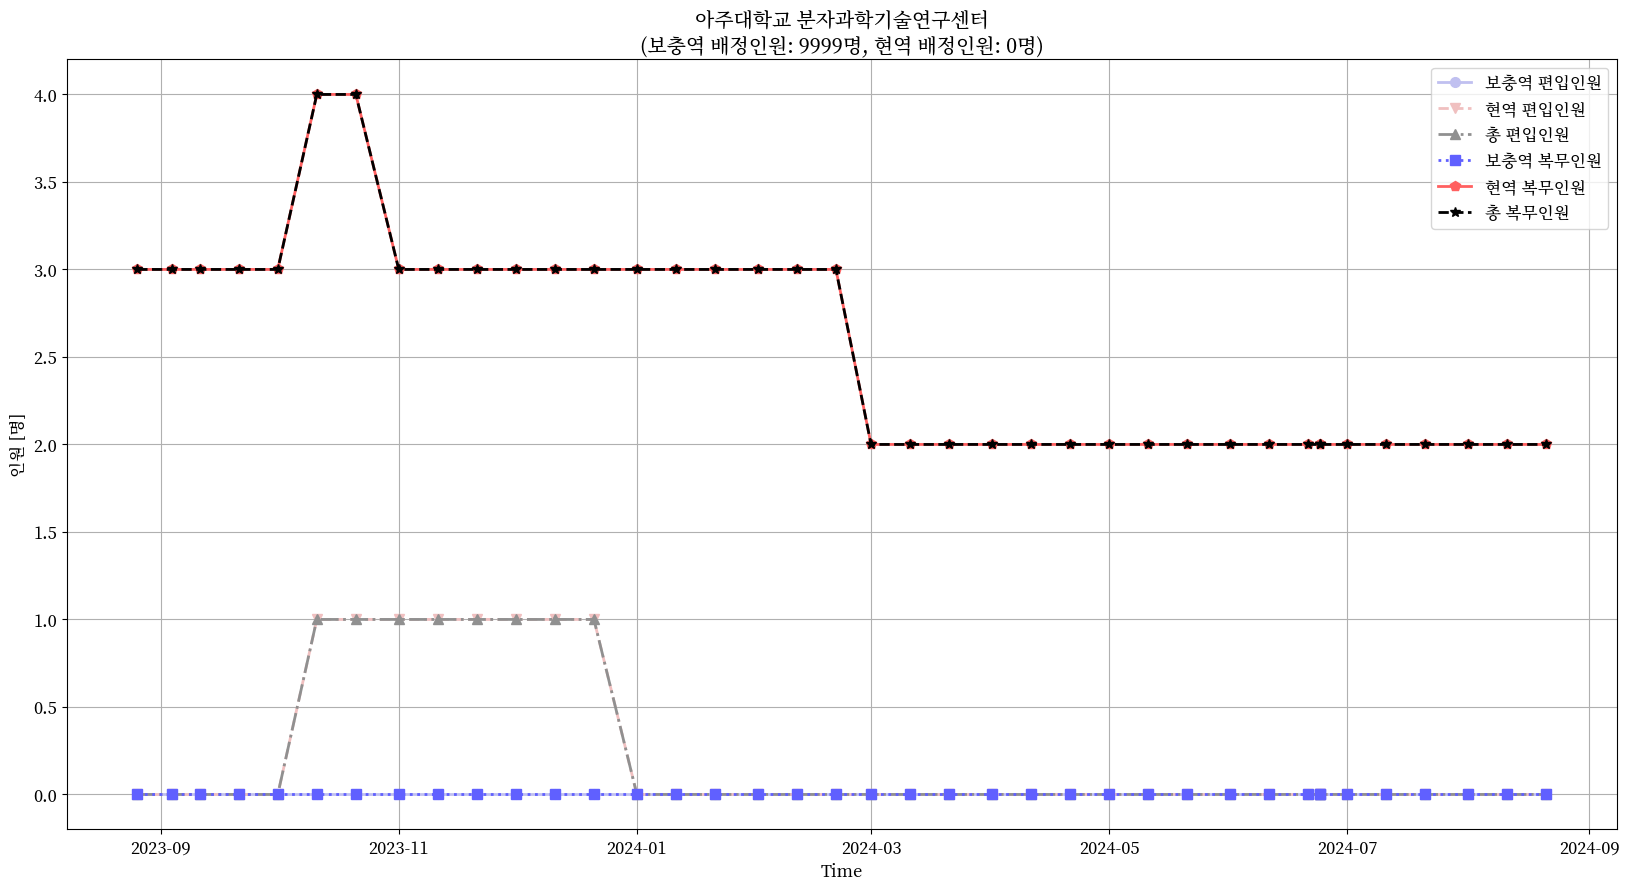 아주대학교 분자과학기술연구센터
(보충역 배정인원: 9999명, 현역 배정인원: 0명)
보충역 편입인원
현역 편입인원
총 편입인원
보충역 복무인원
현역 복무인원
총 복무인원
인원 [명]
4.0
3.5
3.0
2.5
2.0
1.5
1.0
0.5
0.0
2023-09
2023-11
2024-01
2024-03
2024-05
2024-07
2024-09
Time